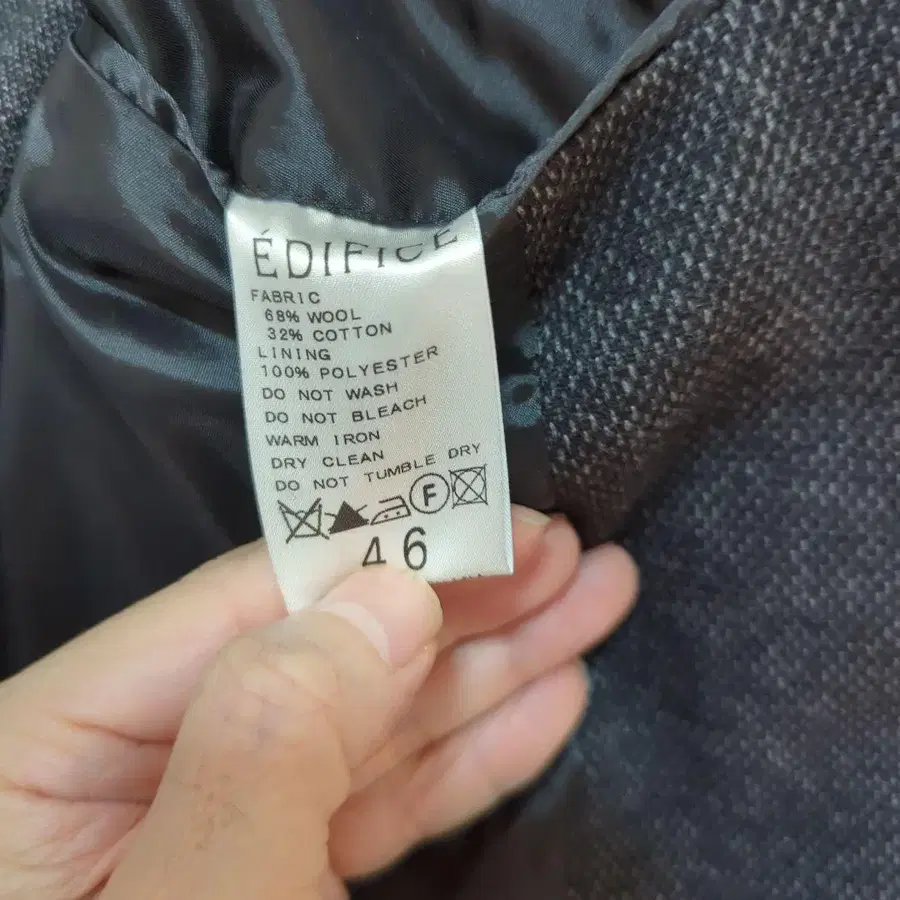 ÉDIFICE
FABRIC
68% WOOL
32% COTTON
LINING
100% POLYESTER
DO NOT WASH
DO NOT BLEACH
WARM IRON
DRY CLEAN
DO NOT TUMBLE DRY
F
46